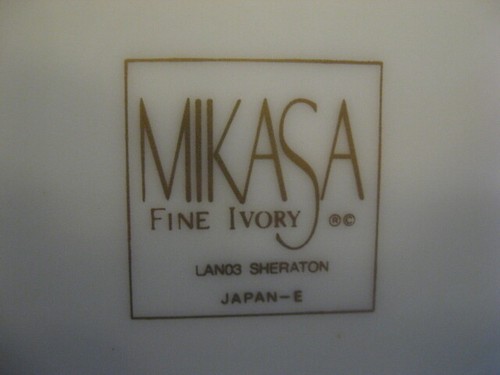 MIKASA
FINE IVORY ®©
LAN03 SHERATON
JAPAN-E